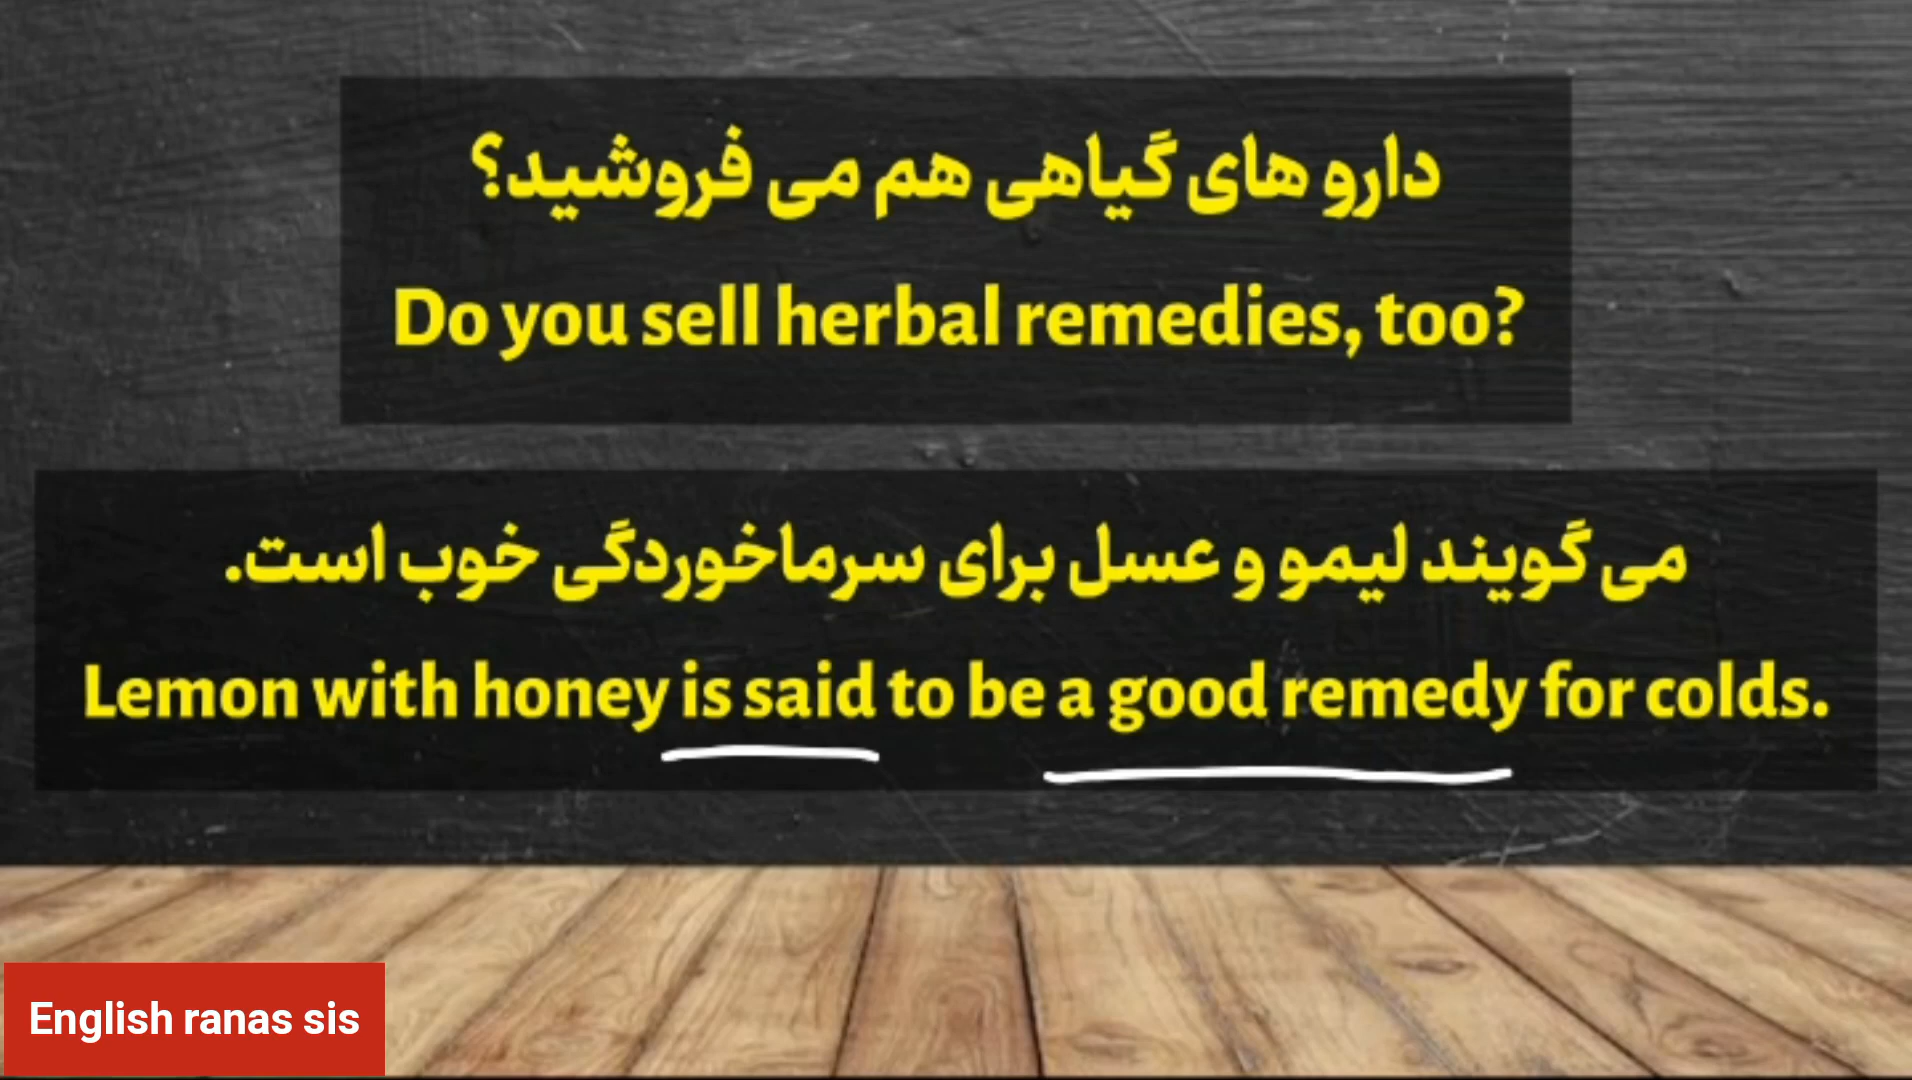 دارو های گیاهی هم می فروشید؟
Do you sell herbal remedies, too?
می گویند لیمو و عسل برای سرماخوردگی خوب است.
Lemon with honey is said to be a good remedy for colds.
English ranas sis